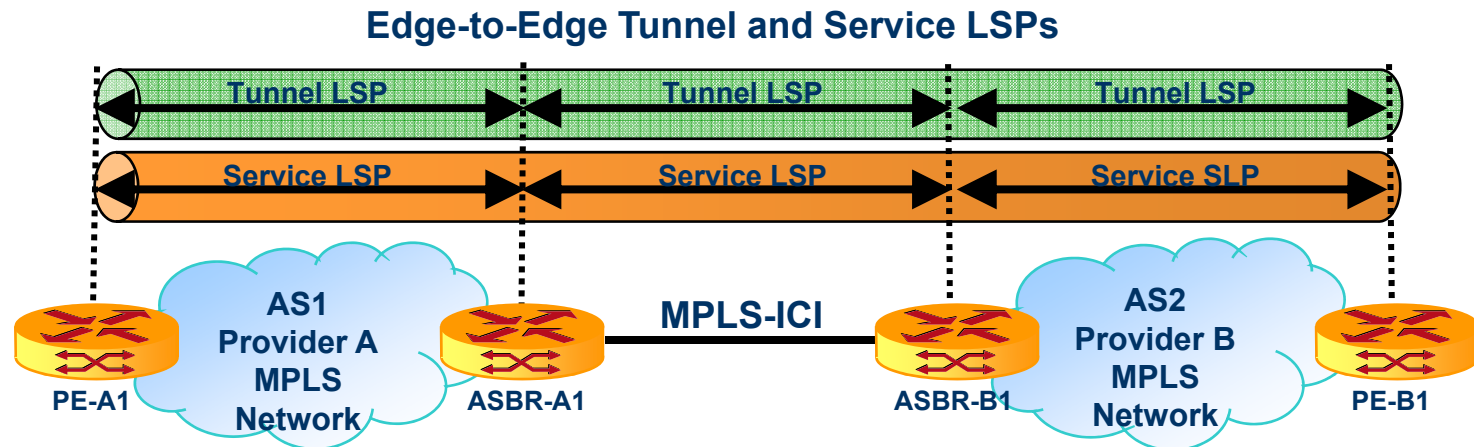 Edge-to-Edge Tunnel and Service LSPs
Tunnel LSP
Tunnel LSP
Tunnel LSP
Service LSP
Service LSP
Service SLP
AS1
Provider A
MPLS
Network
MPLS-ICI
AS2
Provider B
MPLS
Network
PE-A1
ASBR-A1
ASBR-B1
PE-B1